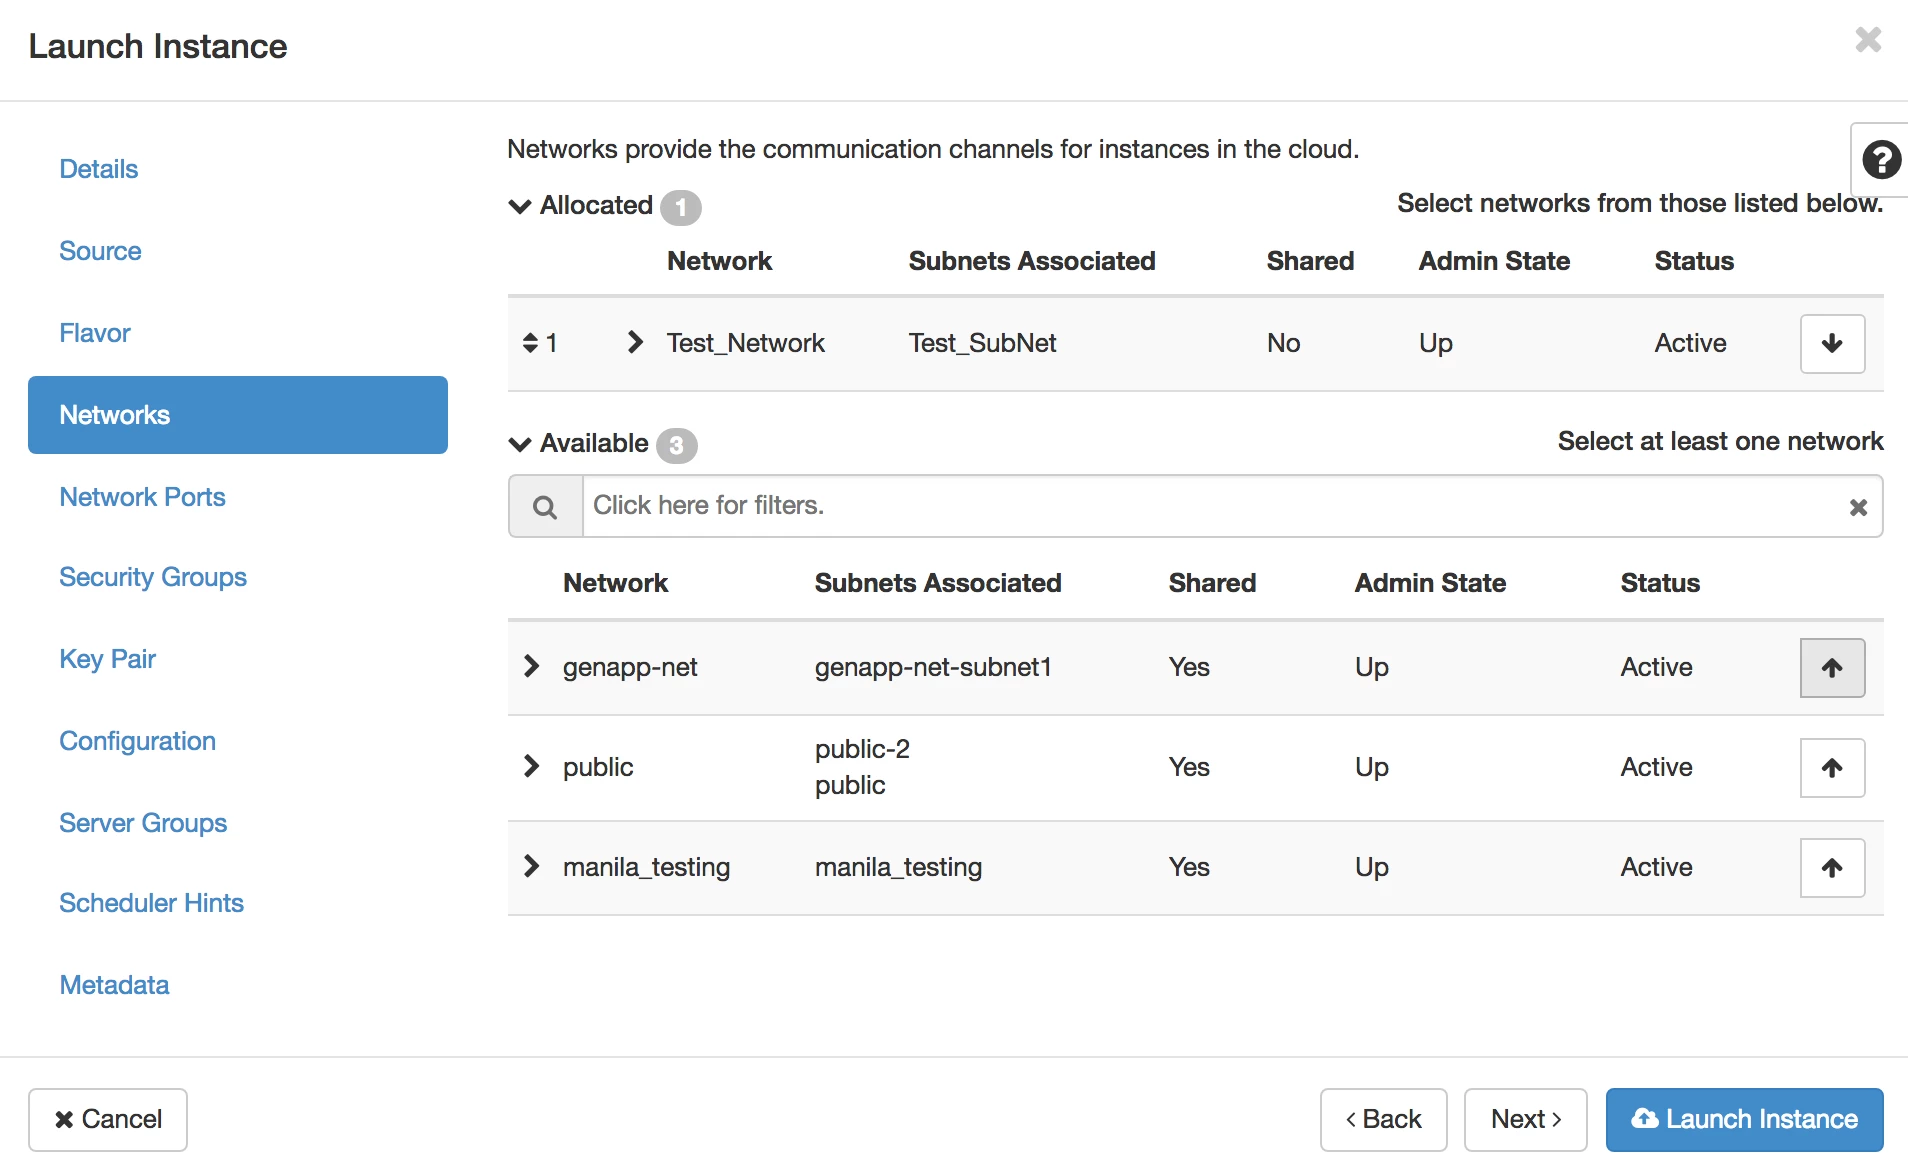 Launch Instance
Details
Source
Flavor
Networks
Network Ports
Security Groups
Key Pair
Configuration
Server Groups
Scheduler Hints
Metadata
Networks provide the communication channels for instances in the cloud.
Allocated 1 Select networks from those listed below.
Network Subnets Associated Shared Admin State Status
1 Test_Network Test_SubNet No Up Active
Available 3 Select at least one network
Click here for filters.
Network Subnets Associated Shared Admin State Status
genapp-net genapp-net-subnet1 Yes Up Active
public public-2 Yes Up Active
public
manila_testing manila_testing Yes Up Active
Cancel ‹ Back Next › Launch Instance